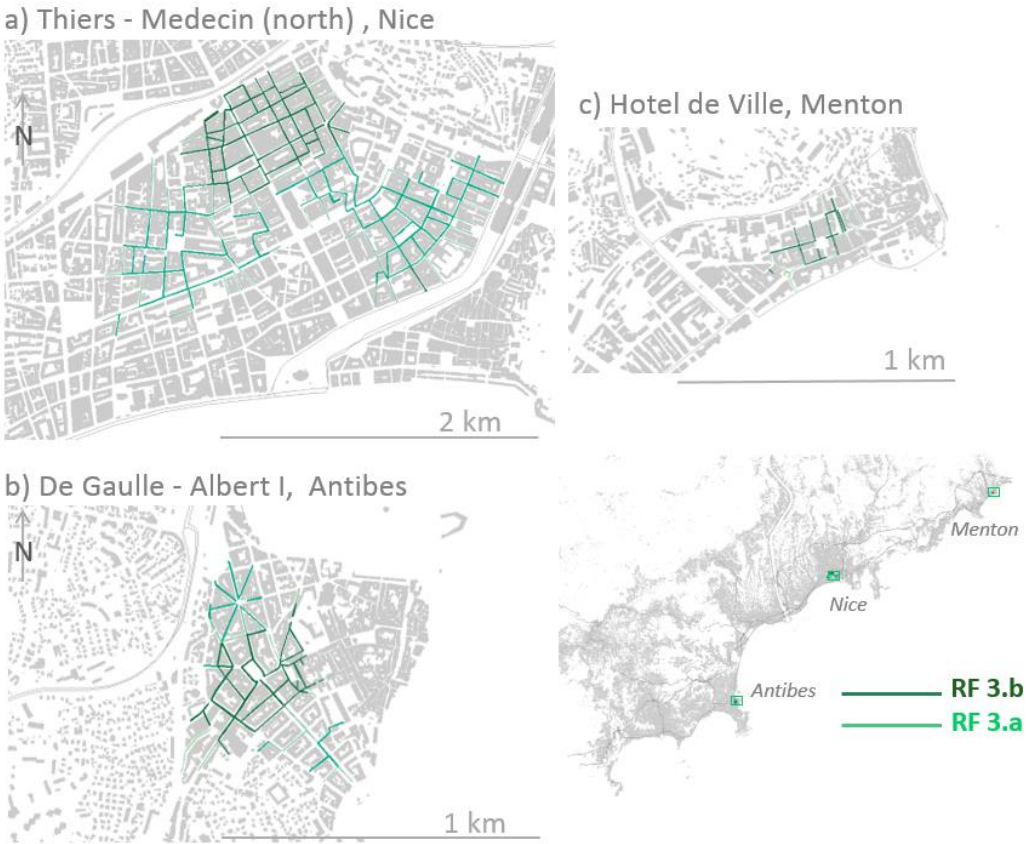 a) Thiers - Medecin (north) , Nice
N
2 km
c) Hotel de Ville, Menton
1 km
b) De Gaulle - Albert I, Antibes
N
1 km
Menton
Nice
Antibes
RF 3.b
RF 3.a